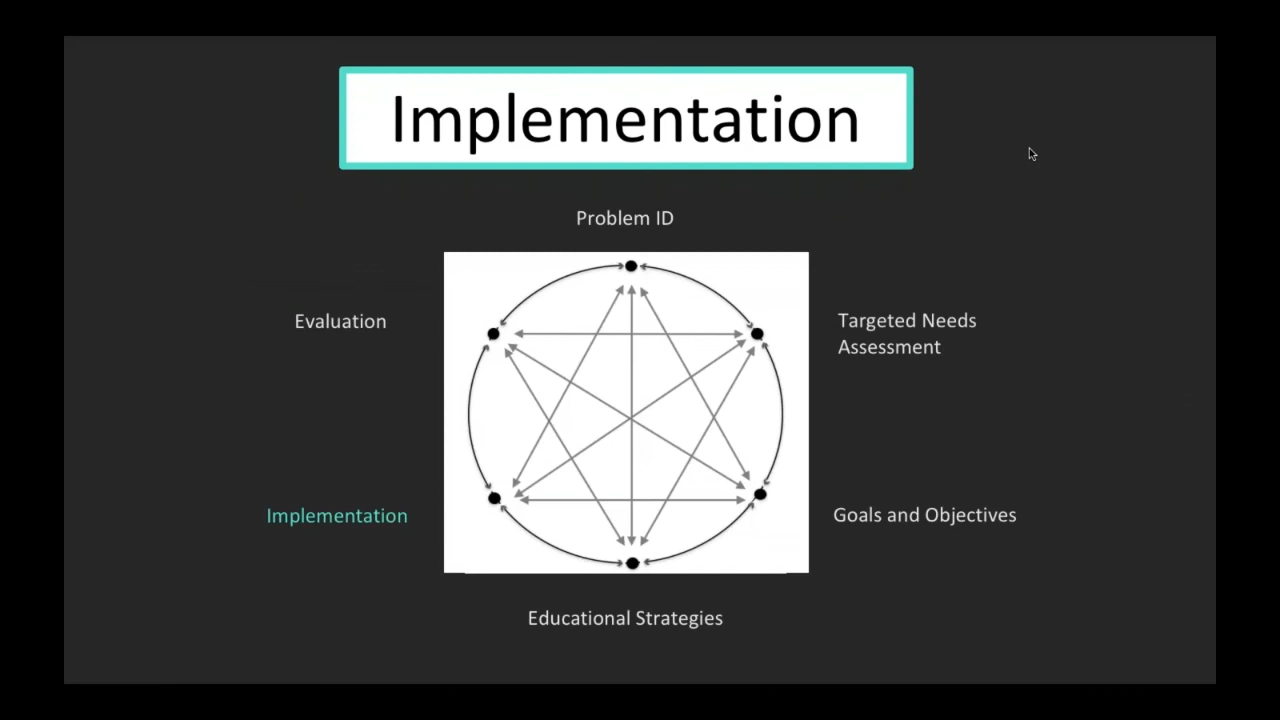 Implementation
Problem ID
Evaluation
Targeted Needs
Assessment
Implementation
Goals and Objectives
Educational Strategies